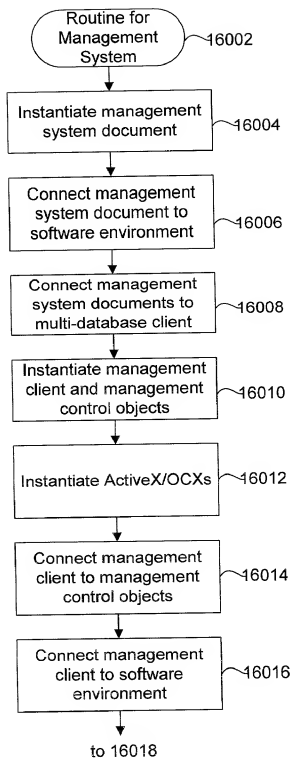 Routine for
Management
System
16002
Instantiate management
system document
16004
Connect management
system document to
software environment
16006
Connect management
system documents to
multi-database client
16008
Instantiate management
client and management
control objects
16010
Instantiate ActiveX/OCXs
16012
Connect management
client to management
control objects
16014
Connect management
client to software
environment
16016
to 16018